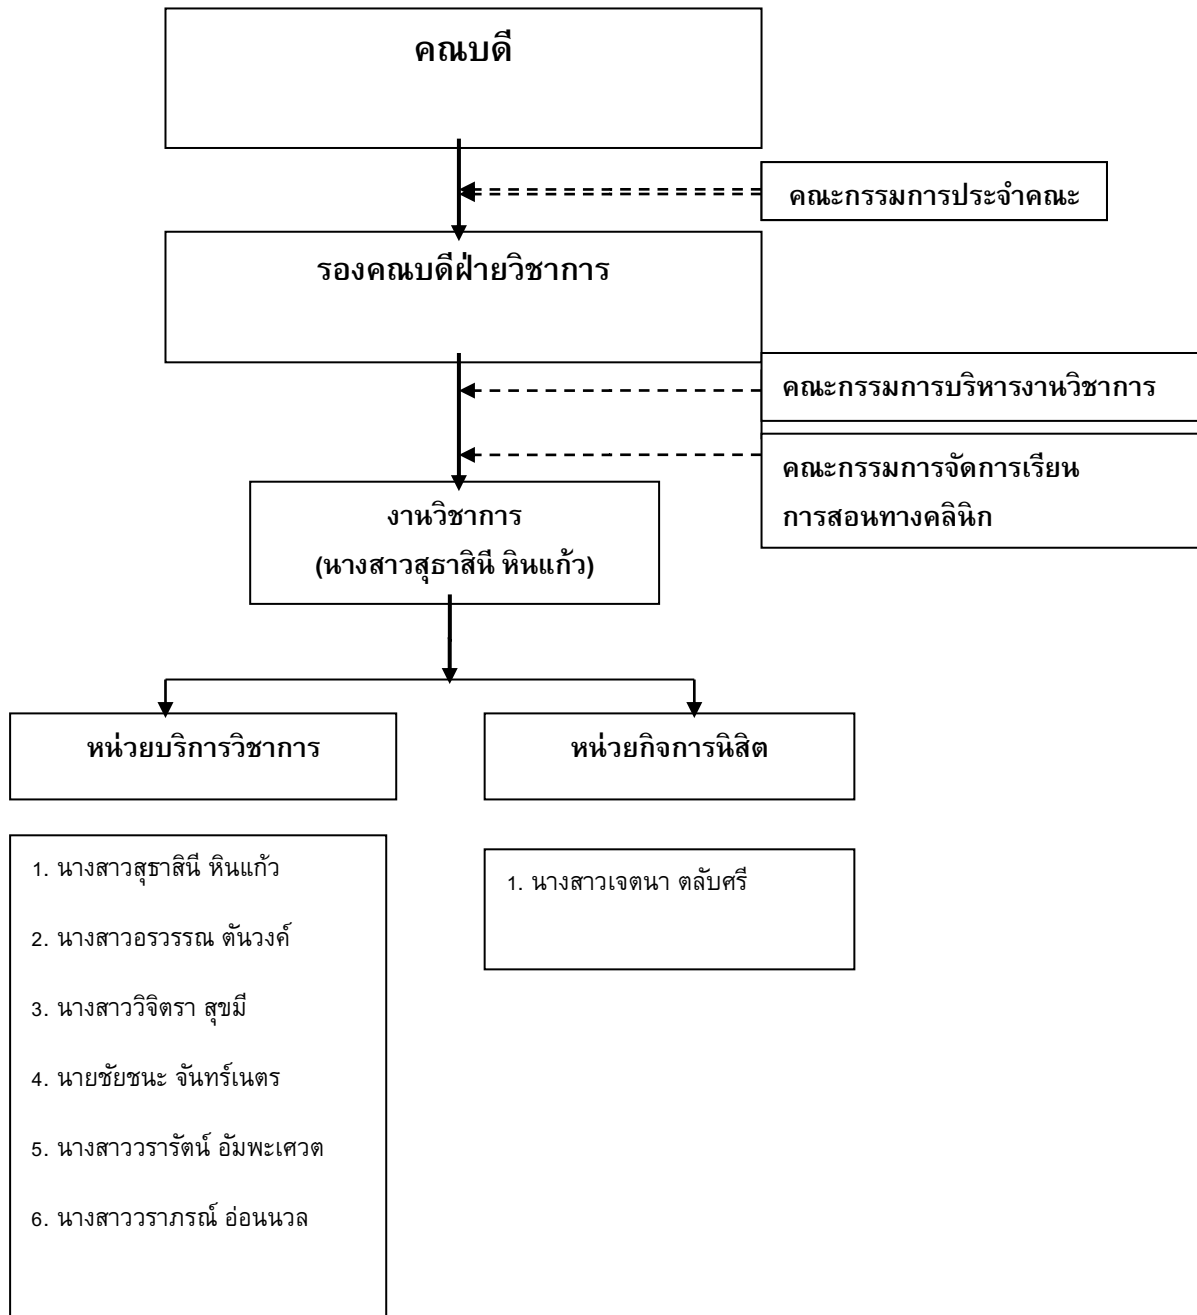 คณบดี
คณะกรรมการประจำคณะ
รองคณบดีฝ่ายวิชาการ
คณะกรรมการบริหารงานวิชาการ
คณะกรรมการจัดการเรียน
การสอนทางคลินิก
งานวิชาการ
(นางสาวสุธาสินี หินแก้ว)
หน่วยบริการวิชาการ
หน่วยกิจการนิสิต
1. นางสาวสุธาสินี หินแก้ว
2. นางสาวอรวรรณ ตันวงค์
3. นางสาววิจิตรา สุขมี
4. นายชัยชนะ จันทร์เนตร
5. นางสาววรารัตน์ อัมพะเศวต
6. นางสาววราภรณ์ อ่อนนวล
1. นางสาวเจตนา ตลับศรี